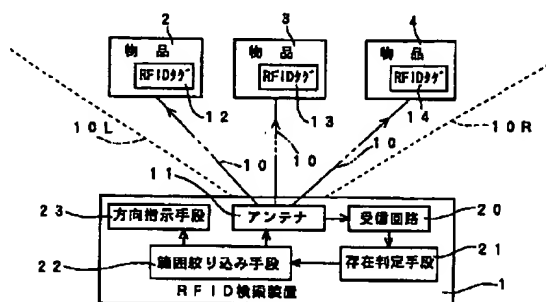 2 3 4
物品 物品 物品
RFIDタグ RFIDタグ RFIDタグ
12 13 14
10L 10R
10 10 10
11
23 方向指示手段 アンテナ 受信回路 20
22 範囲絞り込み手段 存在判定手段 21
RFID検索装置 1